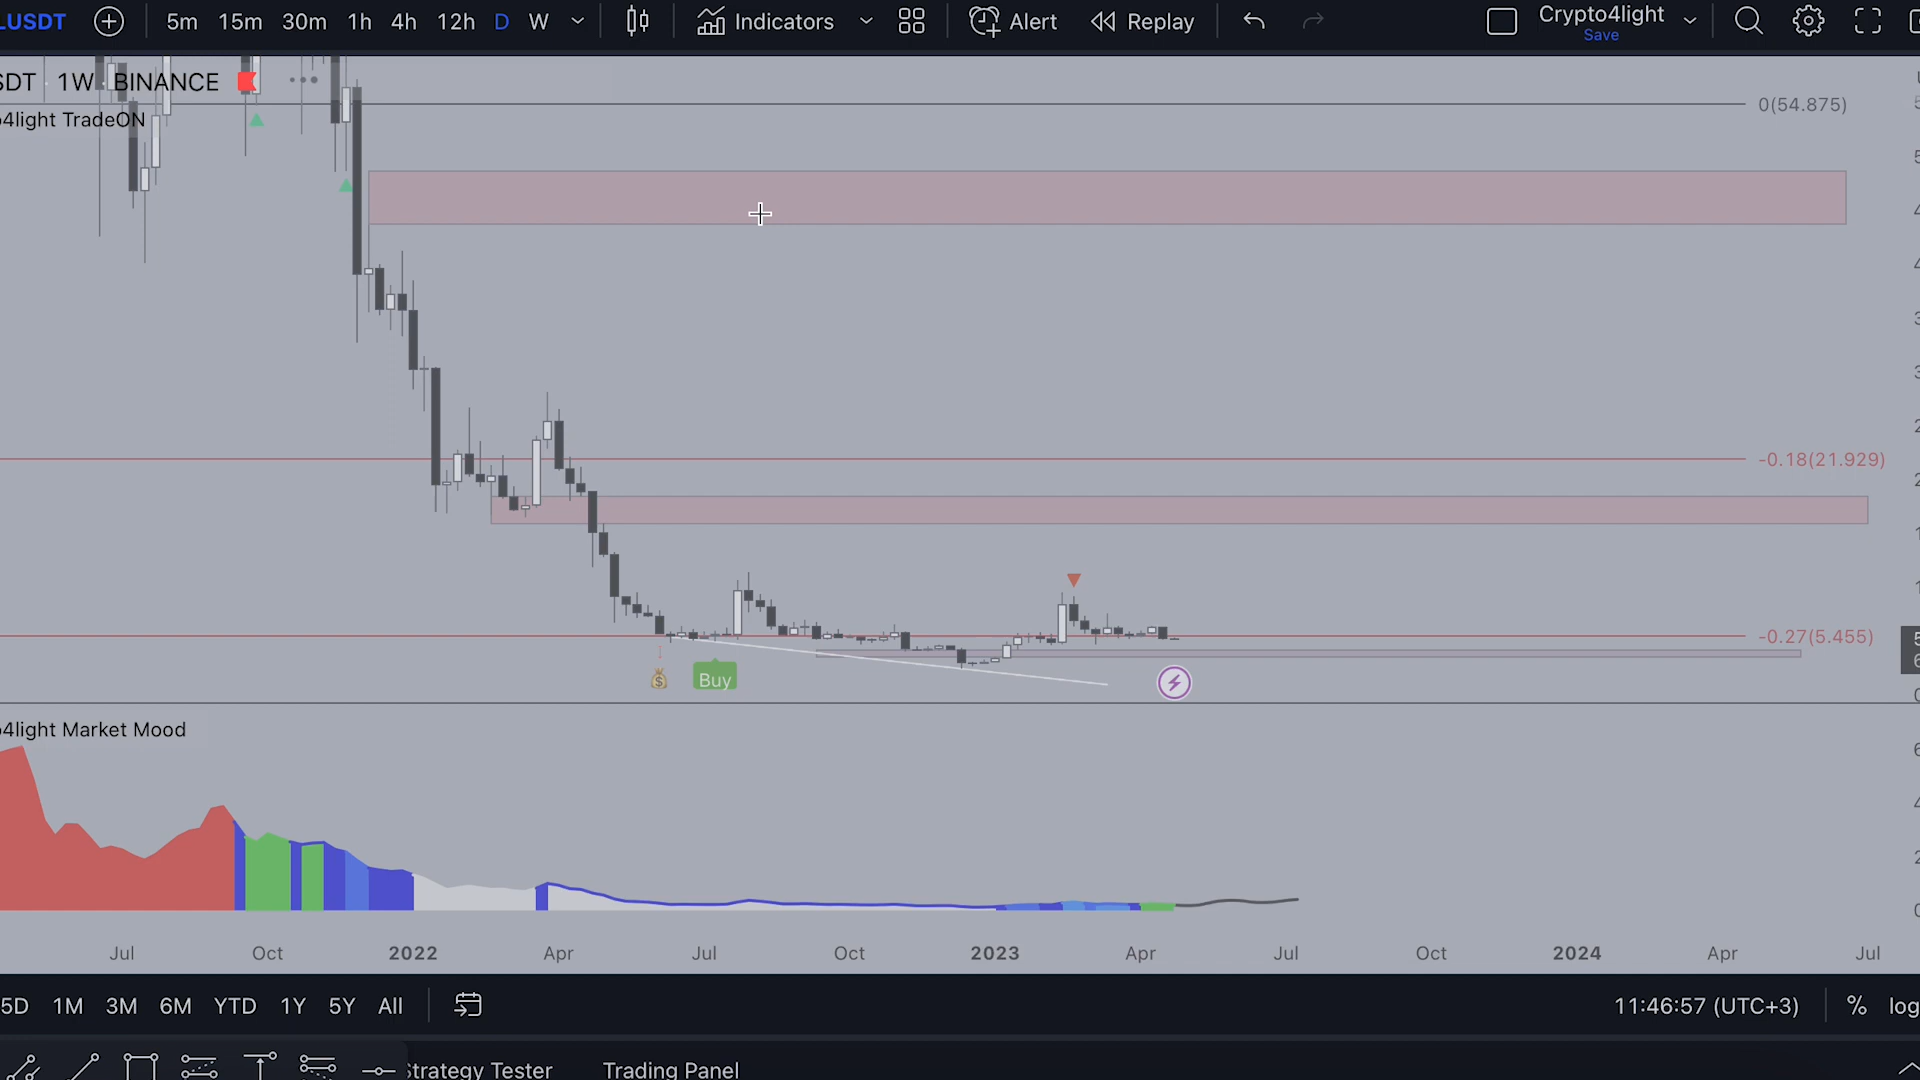 LUSDT 5m 15m 30m 1h 4h 12h D W Indicators Alert Replay Crypto4light
Save
SDT · 1W · BINANCE
4light TradeON
0(54.875)
-0.18(21.929)
-0.27(5.455)
Buy
4light Market Mood
Jul Oct 2022 Apr Jul Oct 2023 Apr Jul Oct 2024 Apr Jul
5D 1M 3M 6M YTD 1Y 5Y All 11:46:57 (UTC+3) % log
Strategy Tester Trading Panel